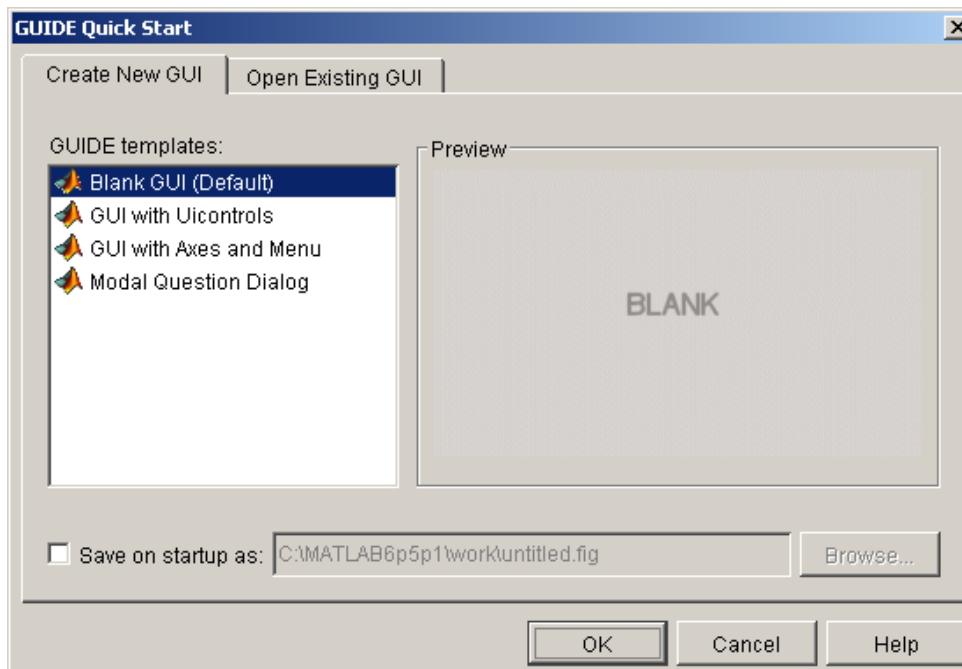 GUIDE Quick Start
Create New GUI
Open Existing GUI
GUIDE templates:
Blank GUI (Default)
GUI with Uicontrols
GUI with Axes and Menu
Modal Question Dialog
Preview
BLANK
Save on startup as: C:\MATLAB6p5p1\work\untitled.fig Browse...
OK Cancel Help